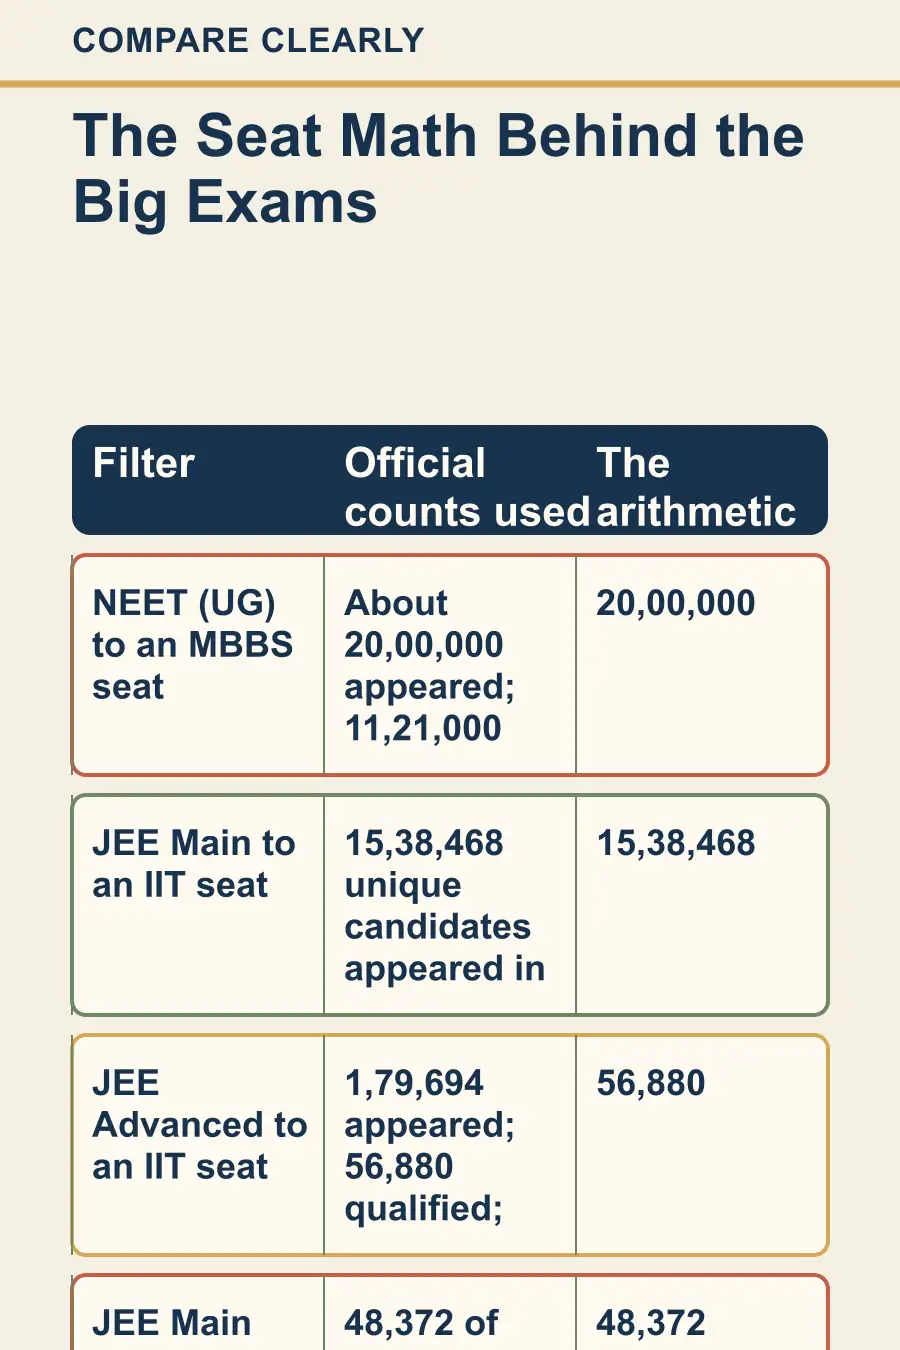 COMPARE CLEARLY
The Seat Math Behind the
Big Exams
Filter
Official
counts used
The
arithmetic
NEET (UG)
to an MBBS
seat
About
20,00,000
appeared;
11,21,000
20,00,000
JEE Main to
an IIT seat
15,38,468
unique
candidates
appeared in
15,38,468
JEE
Advanced to
an IIT seat
1,79,694
appeared;
56,880
qualified;
56,880
JEE Main
48,372 of
48,372